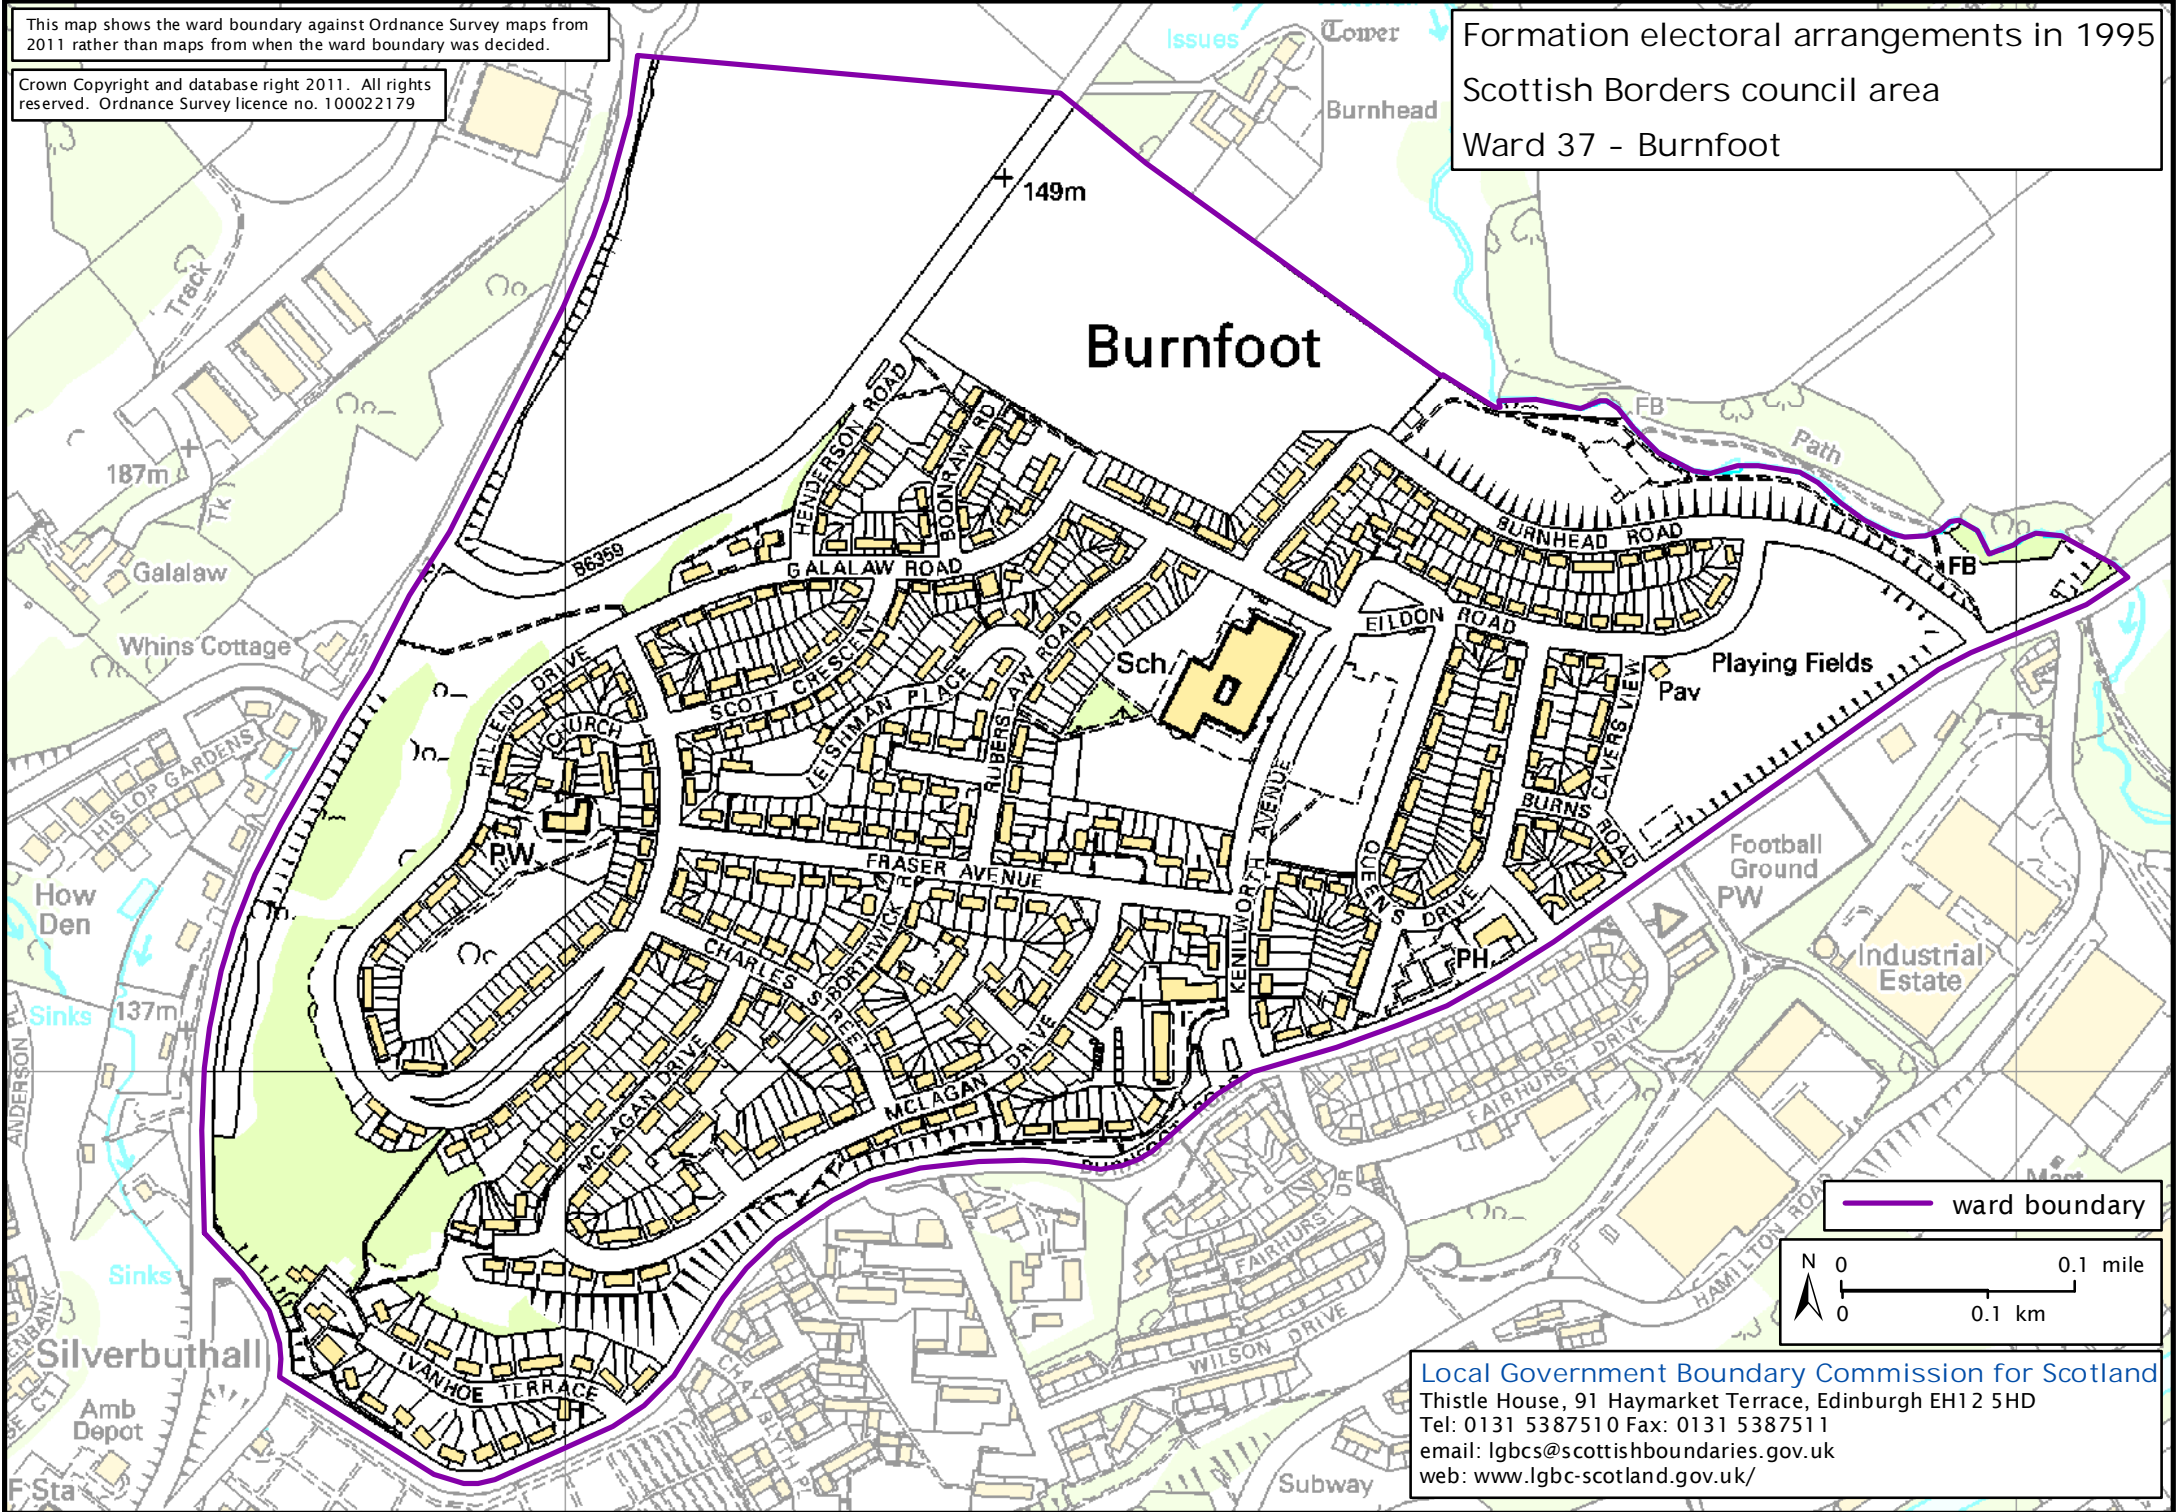 This map shows the ward boundary against Ordnance Survey maps from
2011 rather than maps from when the ward boundary was decided.
Crown Copyright and database right 2011. All rights
reserved. Ordnance Survey licence no. 100022179
Formation electoral arrangements in 1995
Scottish Borders council area
Ward 37 - Burnfoot
Issues
Tower
Burnhead
149m
Burnfoot
Track
187m
Tk
Galalaw
Whins Cottage
HISLOP GARDENS
How
Den
Sinks
137m
ANDERSON
Sinks
Silverbuthall
Amb
Depot
F Sta
B6359
HENDERSON ROAD
BOONRAW RD
GALALAW ROAD
HILLEND DRIVE
CHURCH
SCOTT CRESCENT
LEISHMAN PLACE
RUBERSLAW ROAD
Sch
PW
FRASER AVENUE
CHARLES STREET
BORTHWICK R
MCLAGAN DRIVE
MCLAGAN DRIVE
KENILWORTH AVENUE
QUEENS DRIVE
EILDON ROAD
BURNHEAD ROAD
CAVERS VIEW
BURNS ROAD
Pav
Playing Fields
FB
Path
FB
PH
IVANHOE TERRACE
Football
Ground
PW
Industrial
Estate
FAIRHURST DRIVE
FAIRHURST DR
WILSON DRIVE
HAMILTON ROAD
Mast
Subway
ward boundary
N
0 0.1 mile
0 0.1 km
Local Government Boundary Commission for Scotland
Thistle House, 91 Haymarket Terrace, Edinburgh EH12 5HD
Tel: 0131 5387510 Fax: 0131 5387511
email: lgbcs@scottishboundaries.gov.uk
web: www.lgbc-scotland.gov.uk/